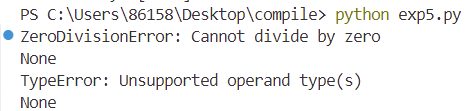 PS C:\Users\86158\Desktop\compile> python exp5.py
ZeroDivisionError: Cannot divide by zero
None
TypeError: Unsupported operand type(s)
None